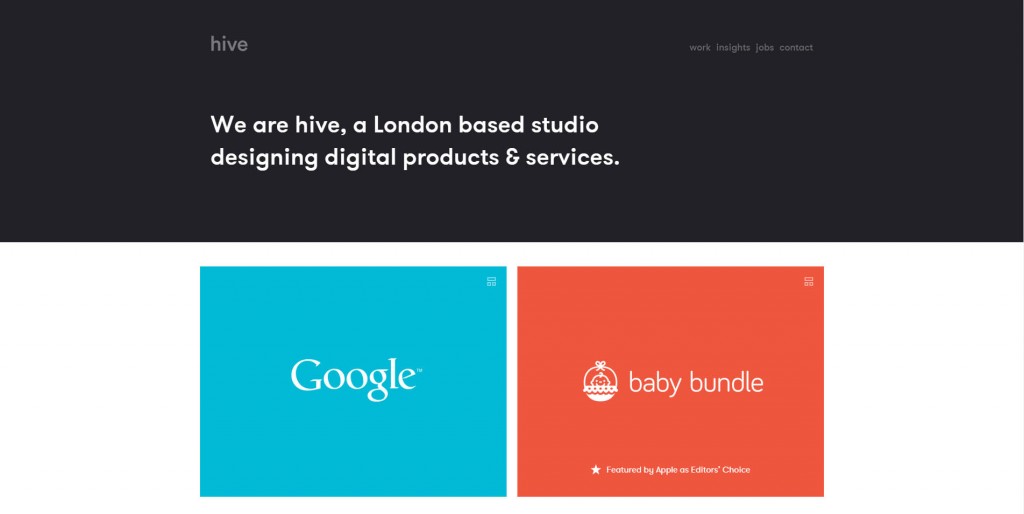 hive
work insights jobs contact
We are hive, a London based studio
designing digital products & services.
Google™
baby bundle
★ Featured by Apple as Editors' Choice